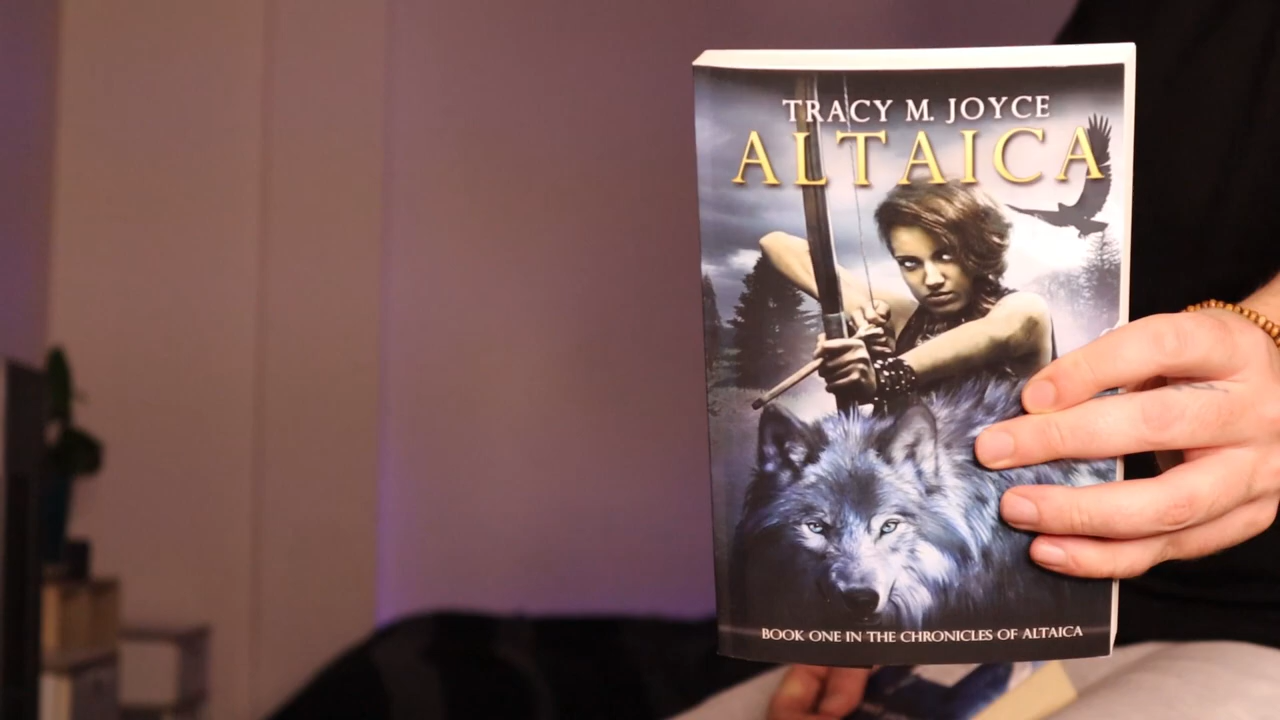 TRACY M. JOYCE
ALTAICA
BOOK ONE IN THE CHRONICLES OF ALTAICA